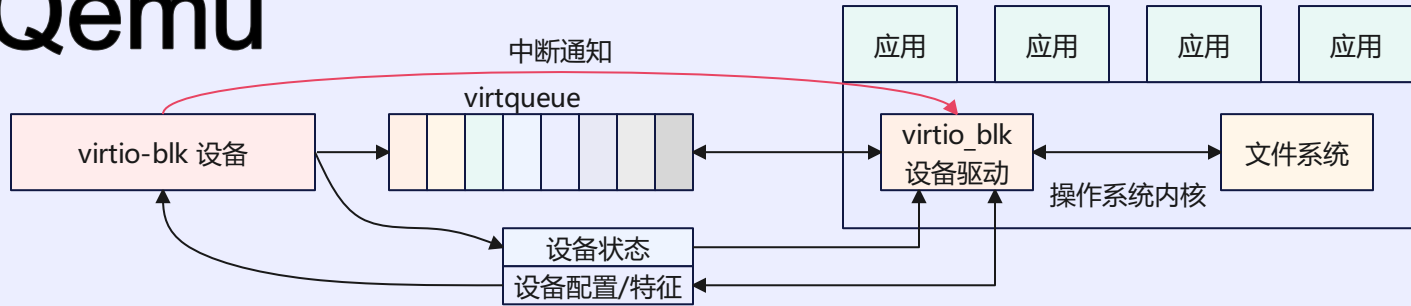 Qemu
应用
应用
应用
应用
中断通知
virtqueue
virtio-blk 设备
virtio_blk
设备驱动
文件系统
操作系统内核
设备状态
设备配置/特征